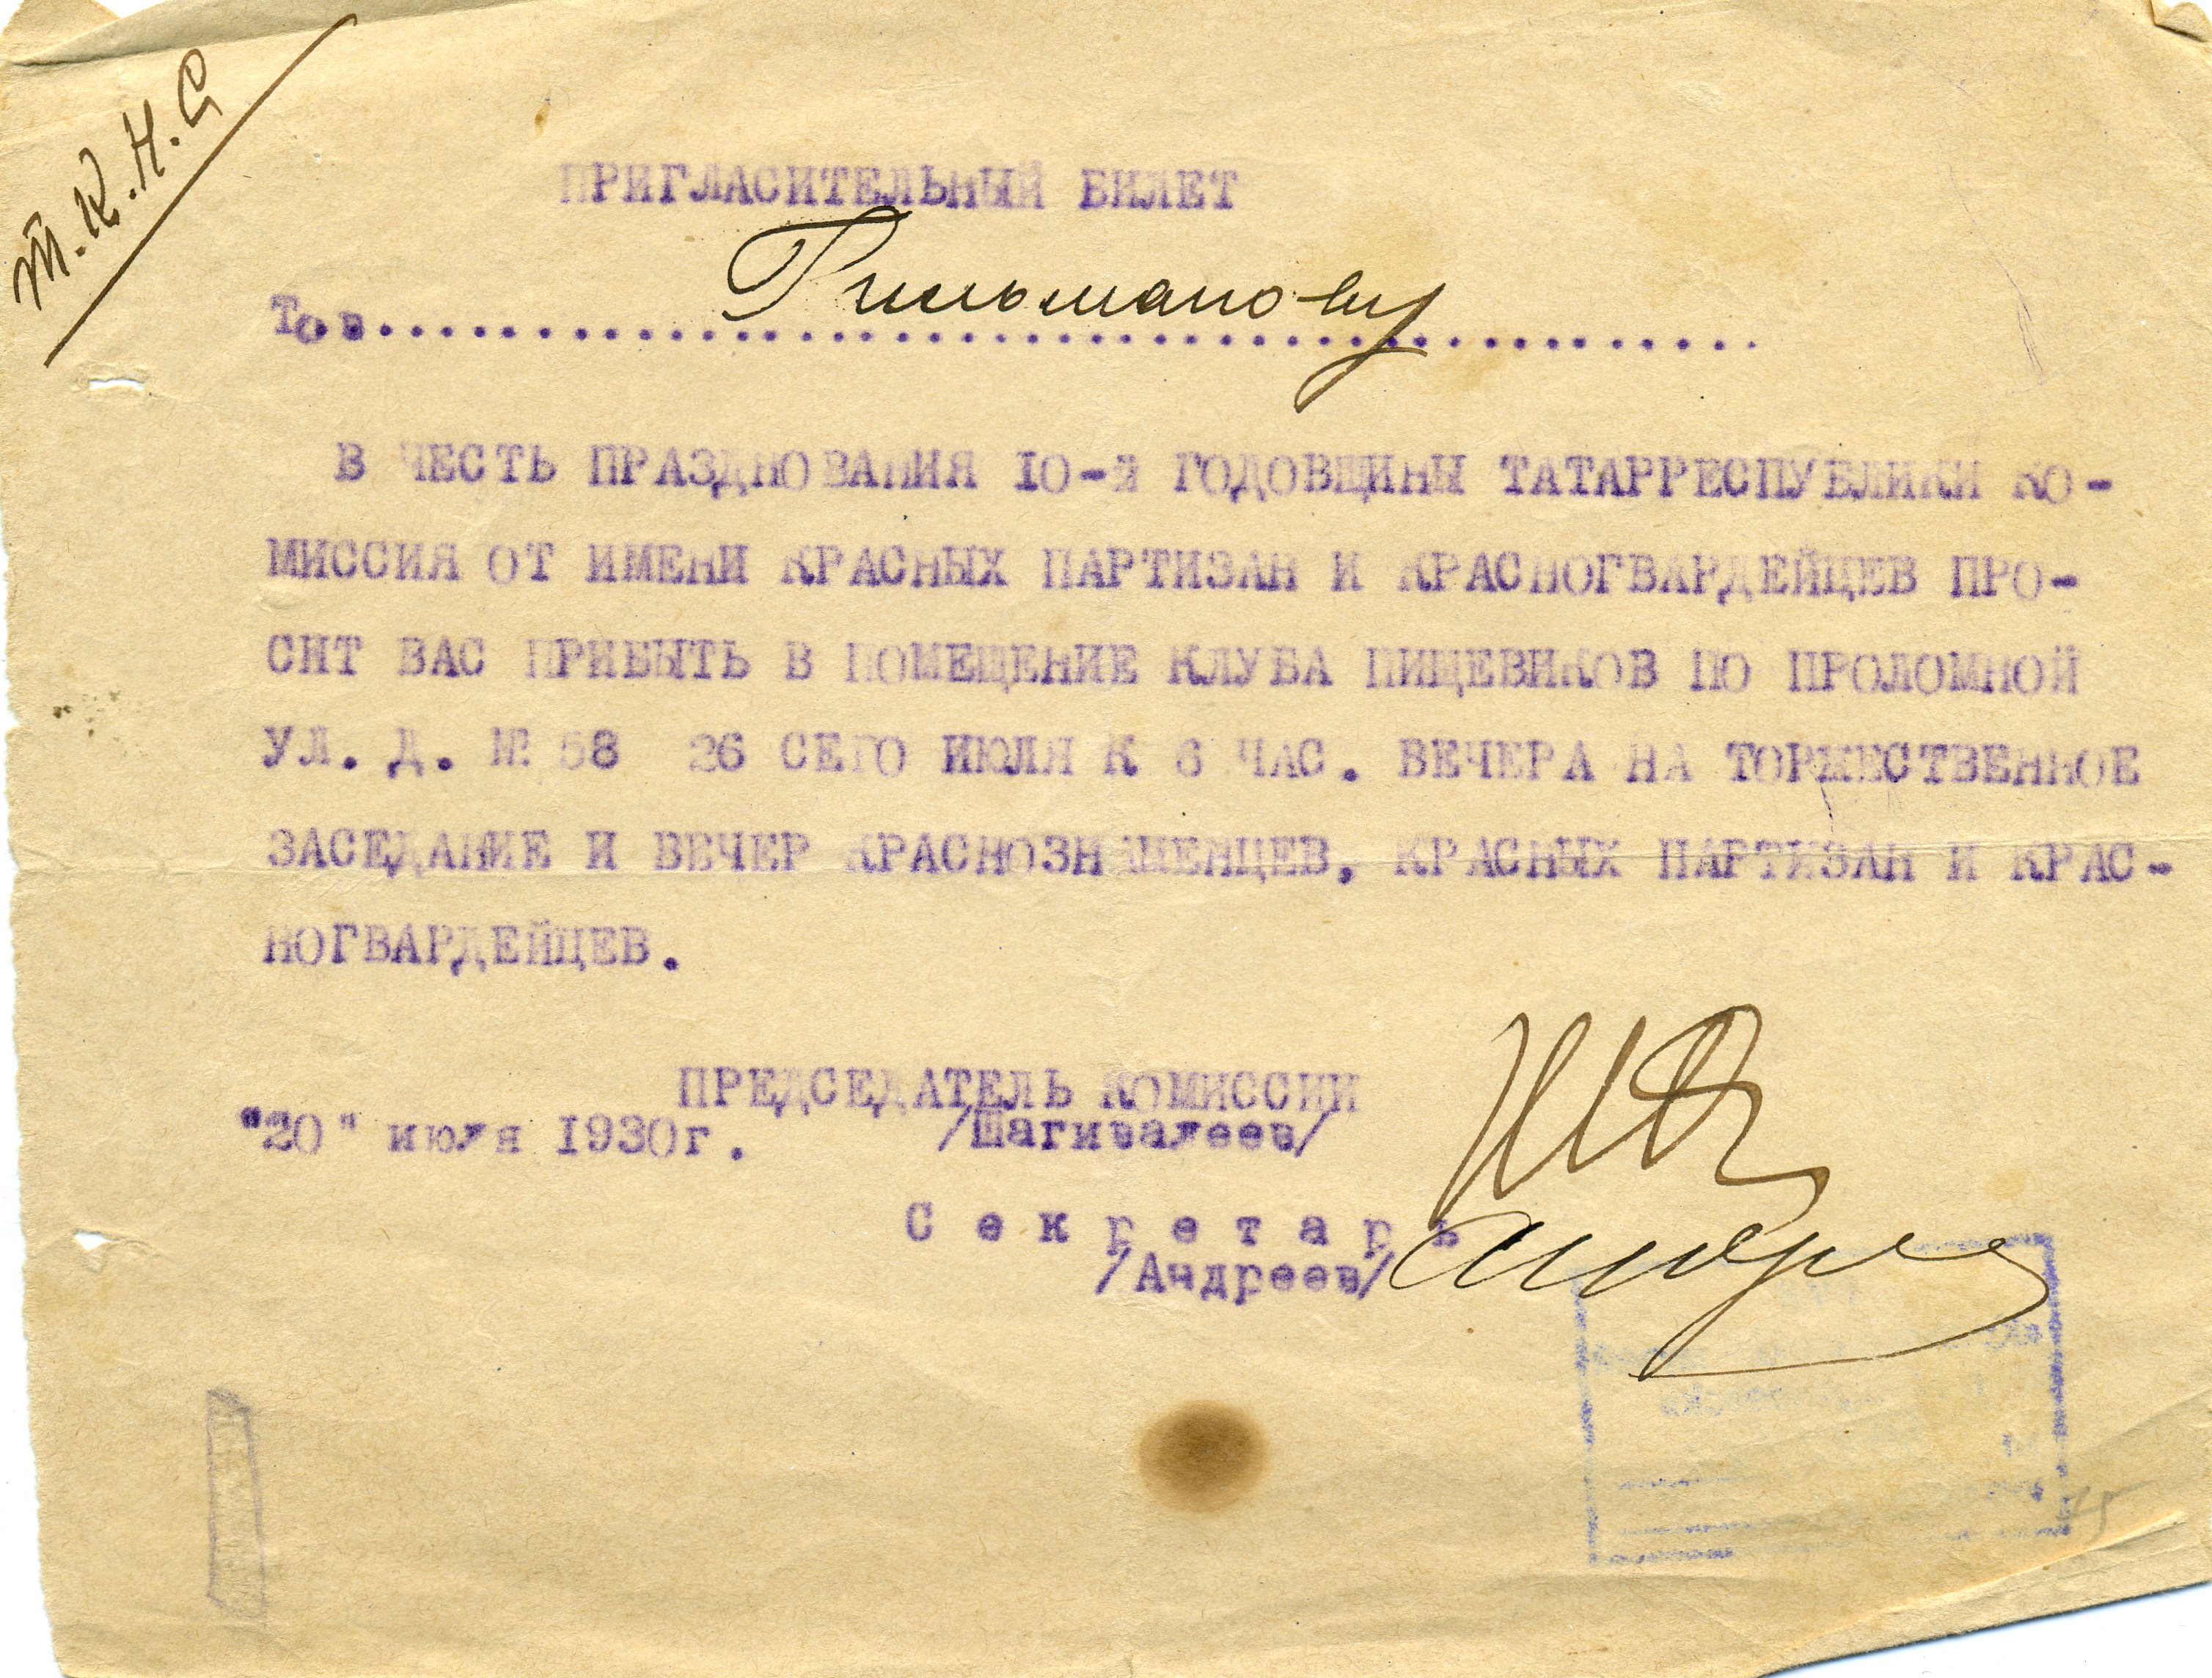 Т.К.Н.С
ПРИГЛАСИТЕЛЬНЫЙ БИЛЕТ
Тов. Гильманову
В ЧЕСТЬ ПРАЗДНОВАНИЯ 10-Й ГОДОВЩИНЫ ТАТАРРЕСПУБЛИКИ КО-
МИССИЯ ОТ ИМЕНИ КРАСНЫХ ПАРТИЗАН И КРАСНОГВАРДЕЙЦЕВ ПРО-
СИТ ВАС ПРИБЫТЬ В ПОМЕЩЕНИЕ КЛУБА ПИЩЕВИКОВ ПО ПРОЛОМНОЙ
УЛ. Д. № 58 26 СЕГО ИЮЛЯ К 6 ЧАС. ВЕЧЕРА НА ТОРЖЕСТВЕННОЕ
ЗАСЕДАНИЕ И ВЕЧЕР КРАСНОЗНАМЕНЦЕВ, КРАСНЫХ ПАРТИЗАН И КРАС-
НОГВАРДЕЙЦЕВ.
ПРЕДСЕДАТЕЛЬ КОМИССИИ
"20" июля 1930г. /Шагивалеев/
Секретарь
/Андреев/ Андре